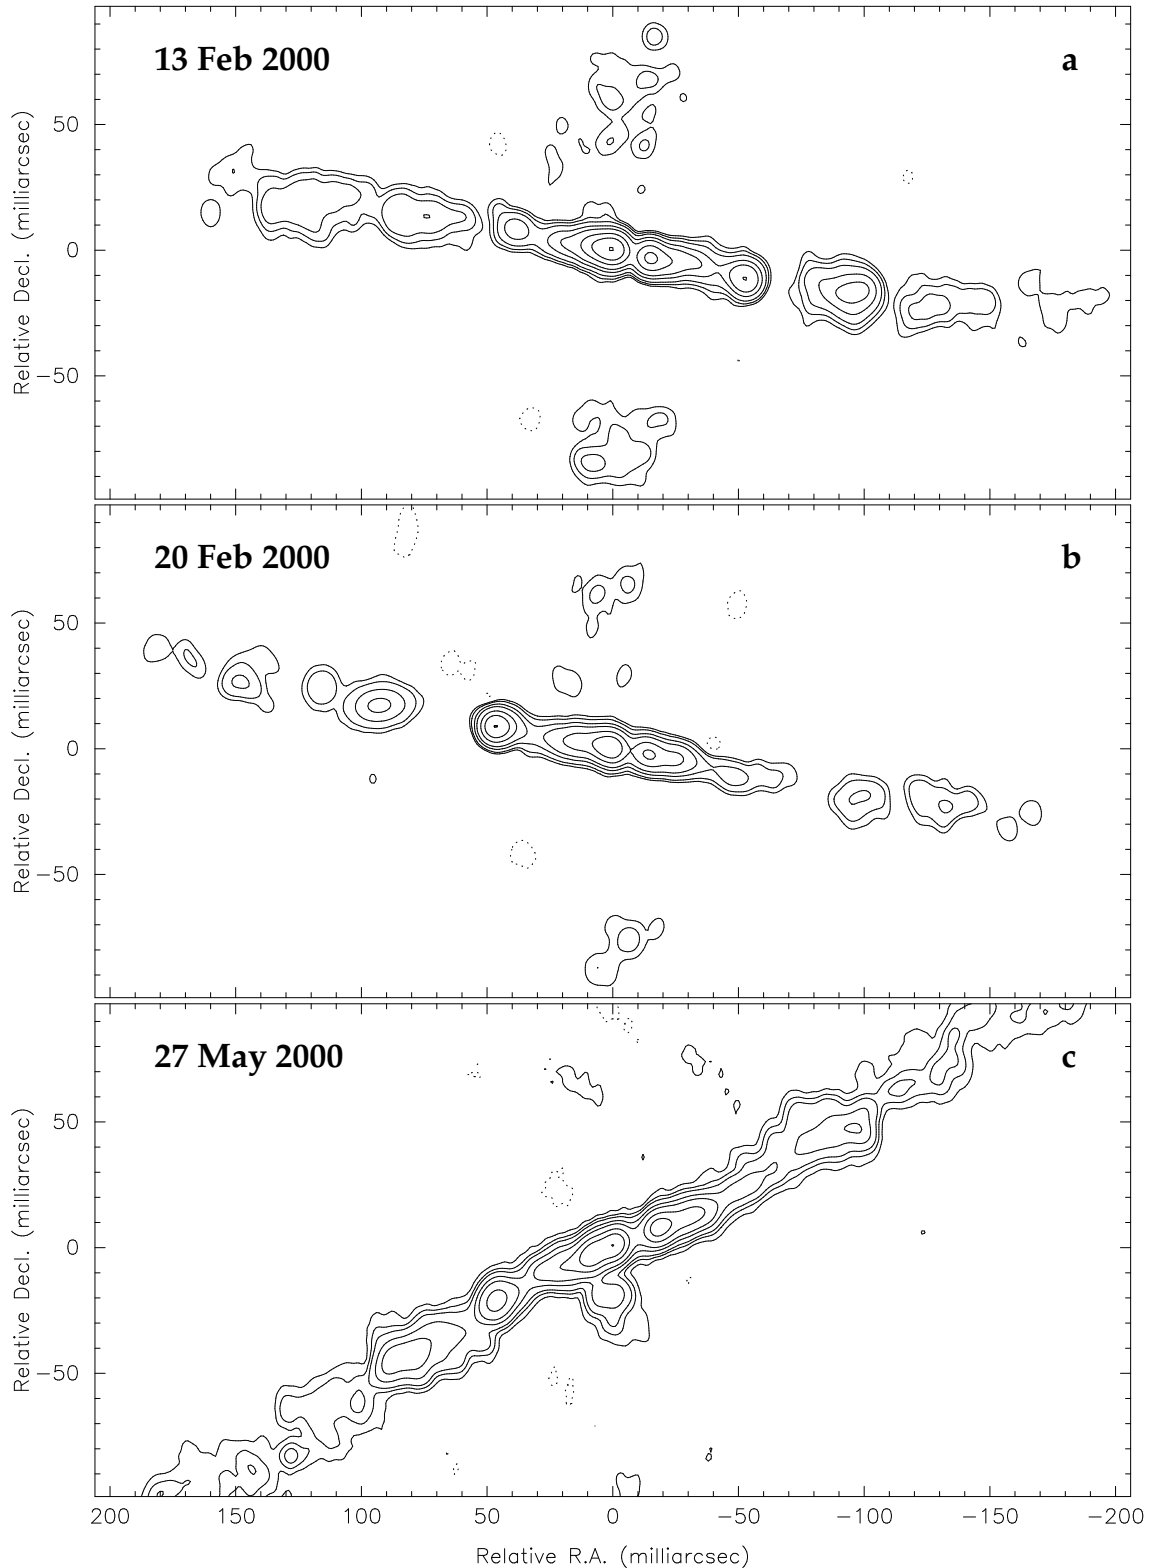 13 Feb 2000
a
Relative Decl. (milliarcsec)
50
0
−50
20 Feb 2000
b
Relative Decl. (milliarcsec)
50
0
−50
27 May 2000
c
Relative Decl. (milliarcsec)
50
0
−50
200 150 100 50 0 −50 −100 −150 −200
Relative R.A. (milliarcsec)